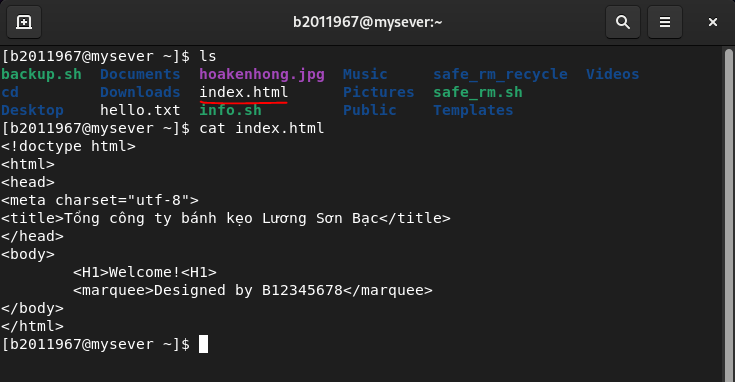 b2011967@mysever:~
[b2011967@mysever ~]$ ls
backup.sh  Documents  hoakenhong.jpg  Music     safe_rm_recycle  Videos
cd         Downloads  index.html      Pictures  safe_rm.sh
Desktop    hello.txt  info.sh         Public    Templates
[b2011967@mysever ~]$ cat index.html
<!doctype html>
<html>
<head>
<meta charset="utf-8">
<title>Tổng công ty bánh kẹo Lương Sơn Bạc</title>
</head>
<body>
        <H1>Welcome!<H1>
        <marquee>Designed by B12345678</marquee>
</body>
</html>
[b2011967@mysever ~]$